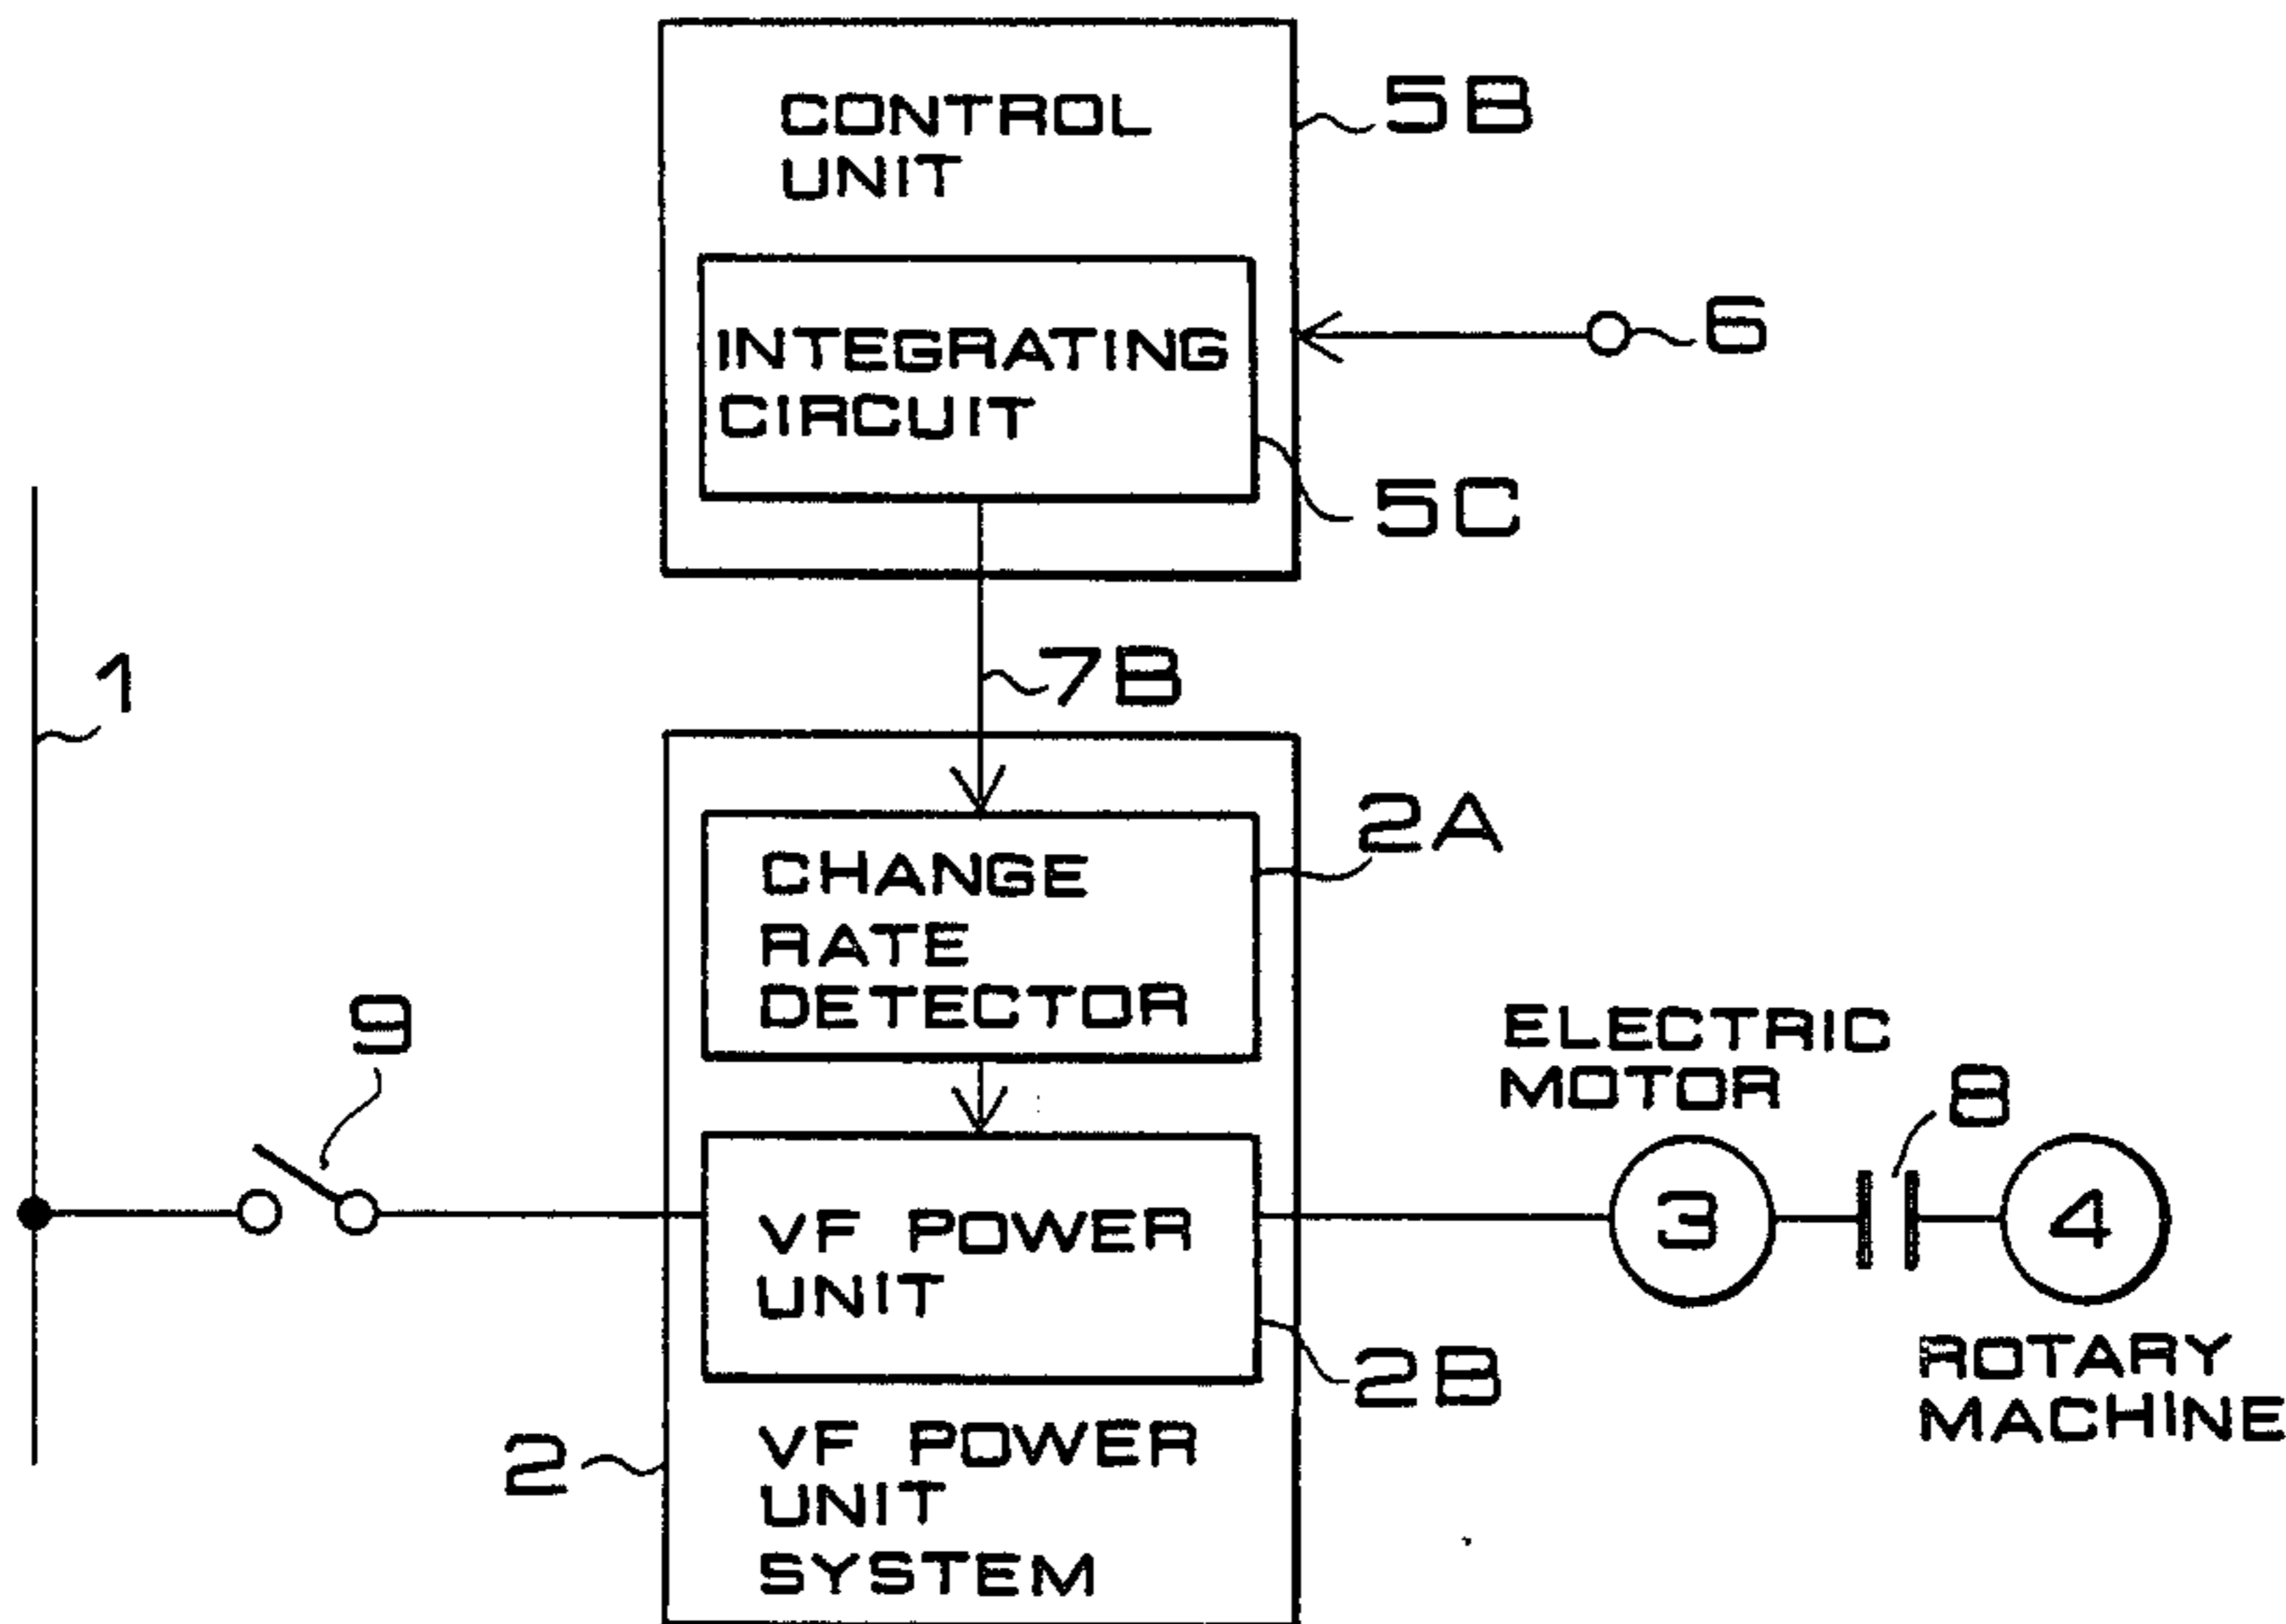 CONTROL
UNIT
5B
INTEGRATING
CIRCUIT
6
5C
1
7B
2A
CHANGE
RATE
DETECTOR
9
ELECTRIC
MOTOR
8
VF POWER
UNIT
3
4
2B
ROTARY
MACHINE
2
VF POWER
UNIT
SYSTEM